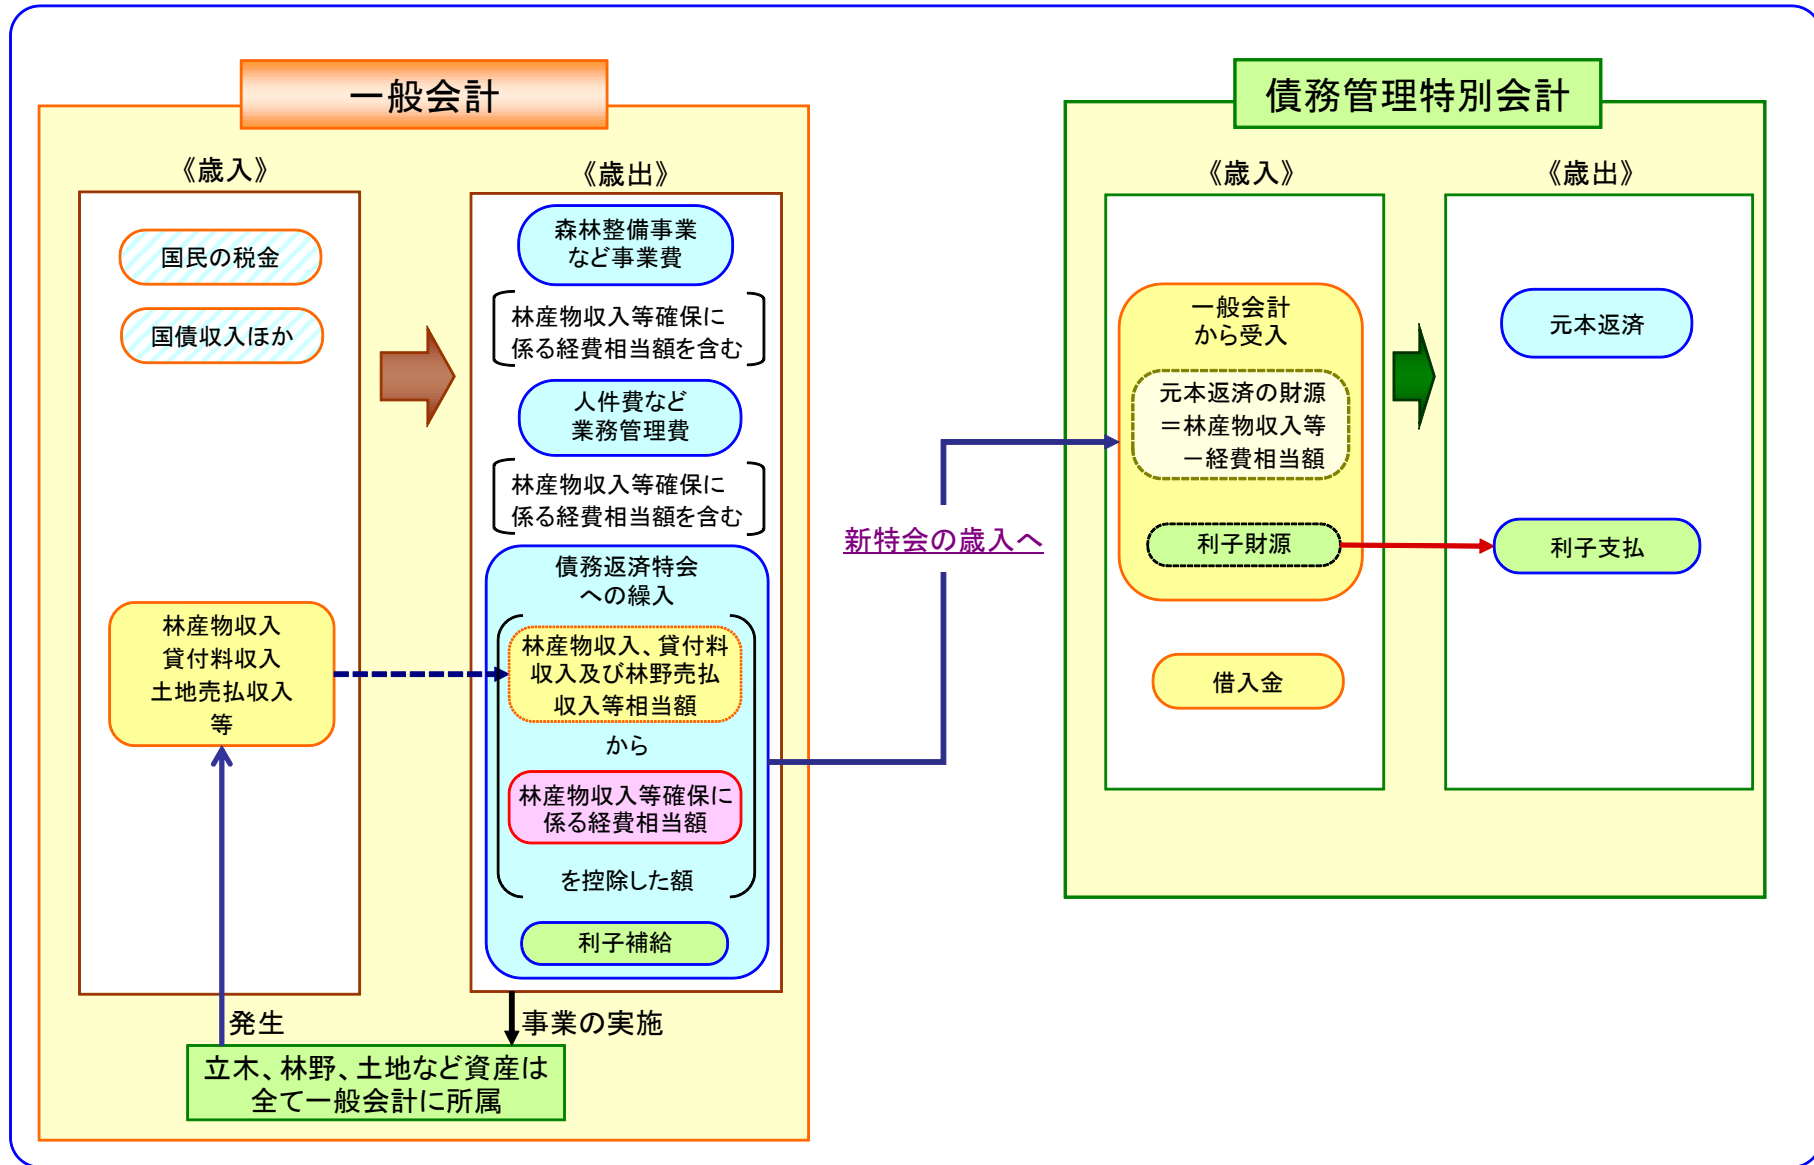 一般会計
《歳入》
国民の税金
国債収入ほか
林産物収入
貸付料収入
土地売払収入
等
《歳出》
森林整備事業
など事業費
林産物収入等確保に
係る経費相当額を含む
人件費など
業務管理費
林産物収入等確保に
係る経費相当額を含む
債務返済特会
への繰入
林産物収入、貸付料
収入及び林野売払
収入等相当額
から
林産物収入等確保に
係る経費相当額
を控除した額
利子補給
発生
事業の実施
立木、林野、土地など資産は
全て一般会計に所属
新特会の歳入へ
債務管理特別会計
《歳入》
一般会計
から受入
元本返済の財源
＝林産物収入等
－経費相当額
利子財源
借入金
《歳出》
元本返済
利子支払